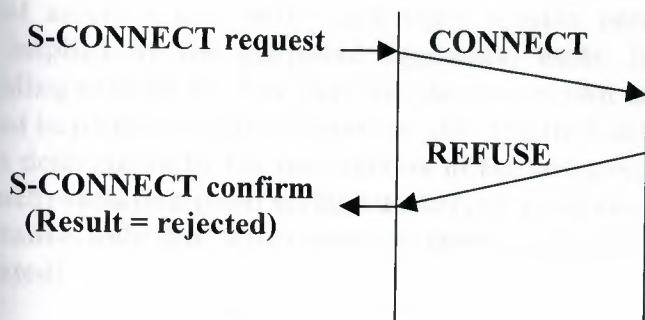 S-CONNECT request
CONNECT
REFUSE
S-CONNECT confirm
(Result = rejected)